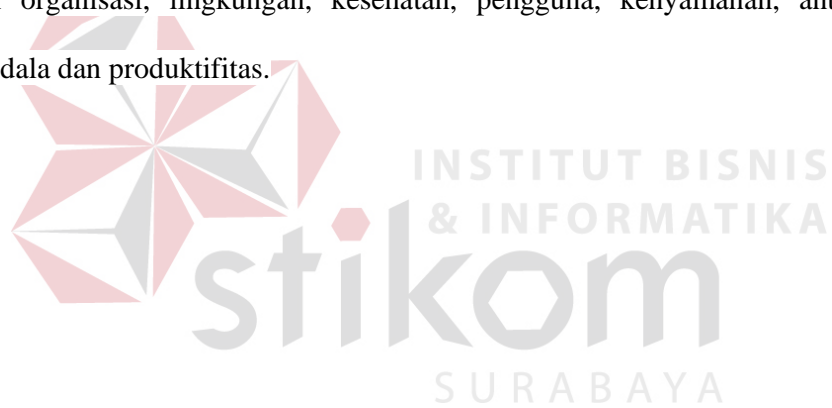 organisasi, lingkungan, kesehatan, pengguna, kenyamanan,
dala dan produktifitas.
INSTITUT BISNIS
& INFORMATIKA
stikom
SURABAYA